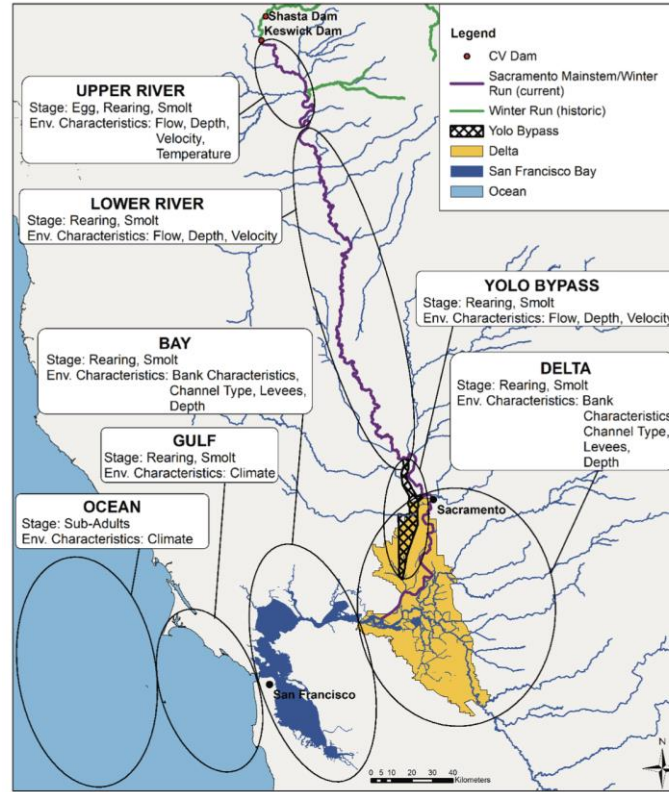 Shasta Dam
Keswick Dam
Legend
CV Dam
Sacramento Mainstem/Winter
Run (current)
Winter Run (historic)
Yolo Bypass
Delta
San Francisco Bay
Ocean
UPPER RIVER
Stage: Egg, Rearing, Smolt
Env. Characteristics: Flow, Depth,
Velocity,
Temperature
LOWER RIVER
Stage: Rearing, Smolt
Env. Characteristics: Flow, Depth, Velocity
YOLO BYPASS
Stage: Rearing, Smolt
Env. Characteristics: Flow, Depth, Velocity
BAY
Stage: Rearing, Smolt
Env. Characteristics: Bank Characteristics,
Channel Type, Levees,
Depth
DELTA
Stage: Rearing, Smolt
Env. Characteristics: Bank
Characteristics,
Channel Type,
Levees,
Depth
GULF
Stage: Rearing, Smolt
Env. Characteristics: Climate
OCEAN
Stage: Sub-Adults
Env. Characteristics: Climate
Sacramento
San Francisco
0 5 10 20 30 40
Kilometers
N